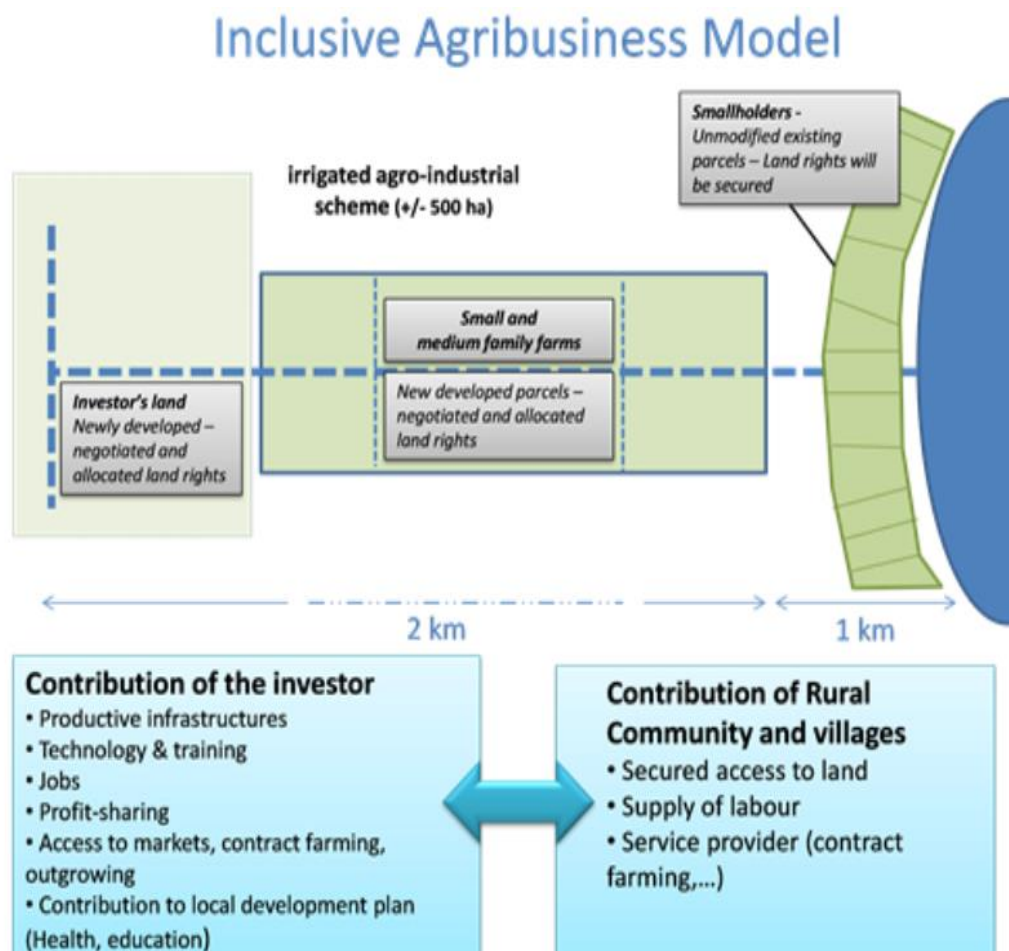 Inclusive Agribusiness Model
Smallholders -
Unmodified existing
parcels – Land rights will
be secured
irrigated agro-industrial
scheme (+/- 500 ha)
Small and
medium family farms
Investor's land
Newly developed –
negotiated and
allocated land rights
New developed parcels –
negotiated and allocated
land rights
2 km
1 km
Contribution of the investor
• Productive infrastructures
• Technology & training
• Jobs
• Profit-sharing
• Access to markets, contract farming,
outgrowing
• Contribution to local development plan
(Health, education)
Contribution of Rural
Community and villages
• Secured access to land
• Supply of labour
• Service provider (contract
farming,...)